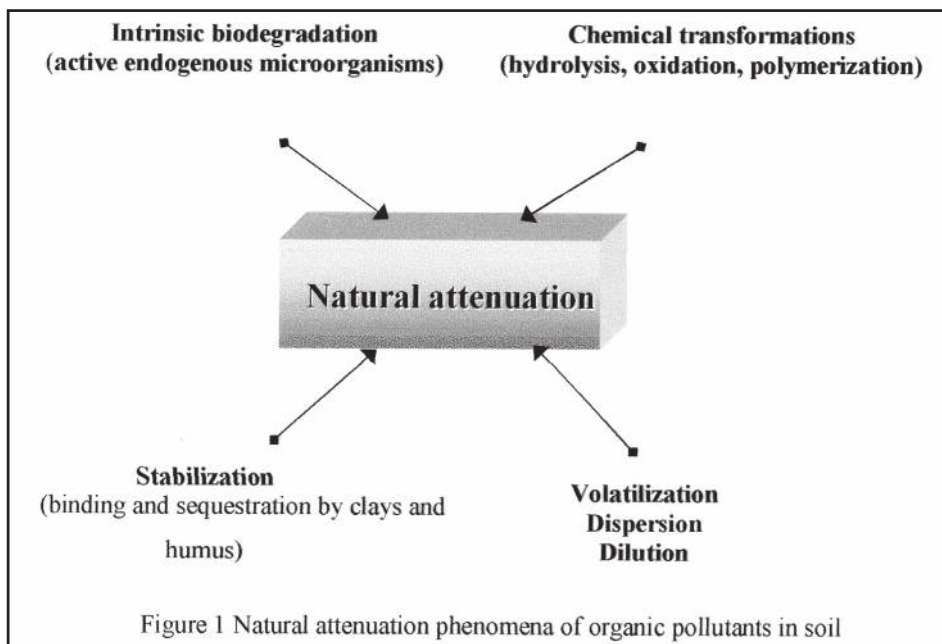 Intrinsic biodegradation
(active endogenous microorganisms)
Chemical transformations
(hydrolysis, oxidation, polymerization)
Natural attenuation
Stabilization
(binding and sequestration by clays and
humus)
Volatilization
Dispersion
Dilution
Figure 1 Natural attenuation phenomena of organic pollutants in soil